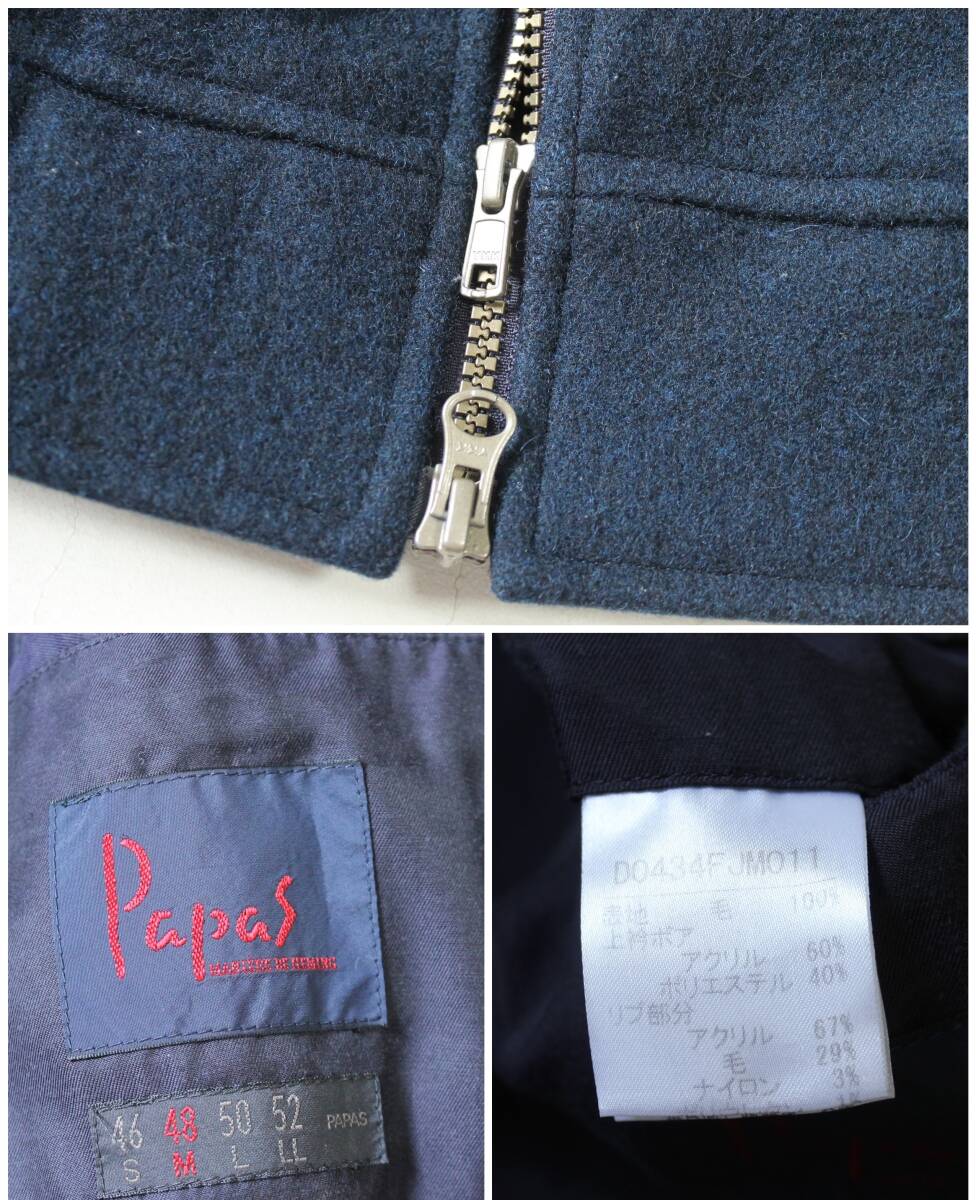 Papas
46 48 50 52 PAPAS
S M L LL
D0434FJM011
表地 毛 100%
上衿ボア
アクリル 60%
ポリエステル 40%
リブ部分
アクリル 67%
毛 29%
ナイロン 3%